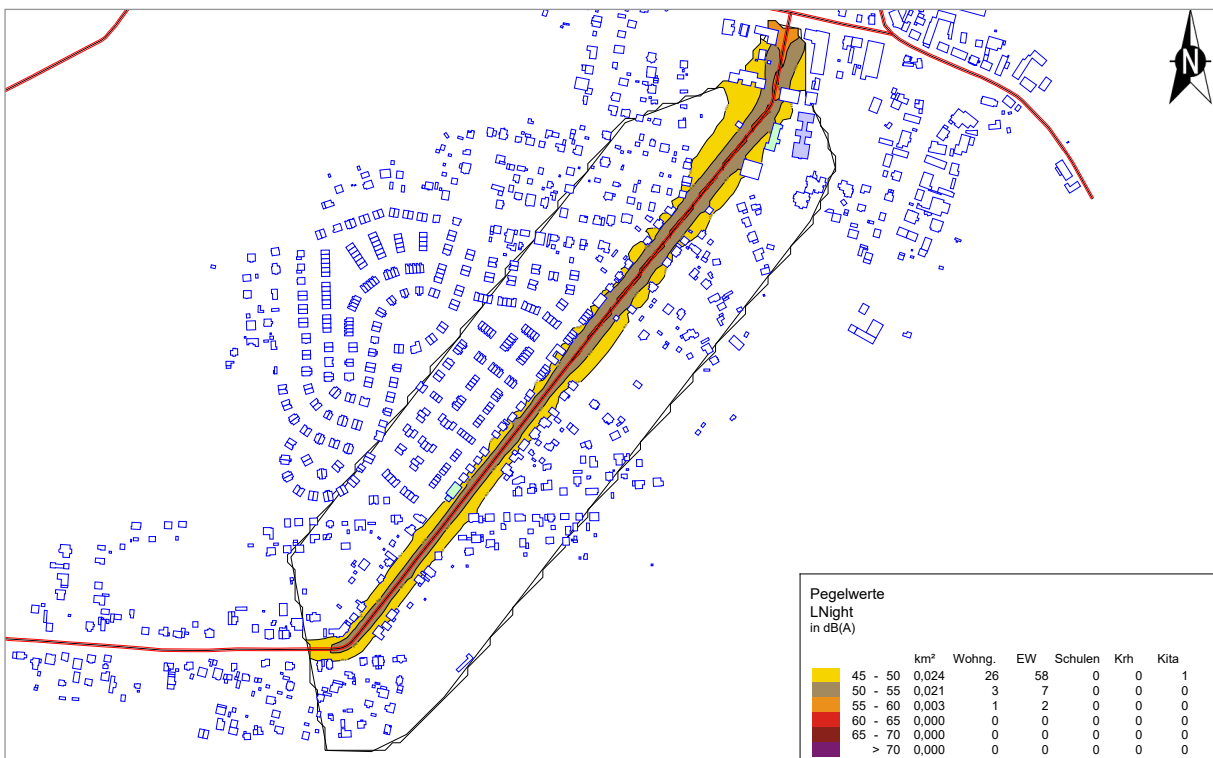 N
Pegelwerte
LNight
in dB(A)
km² Wohng. EW Schulen Krh Kita
45 - 50 0,024 26 58 0 0 1
50 - 55 0,021 3 7 0 0 0
55 - 60 0,003 1 2 0 0 0
60 - 65 0,000 0 0 0 0 0
65 - 70 0,000 0 0 0 0 0
> 70 0,000 0 0 0 0 0